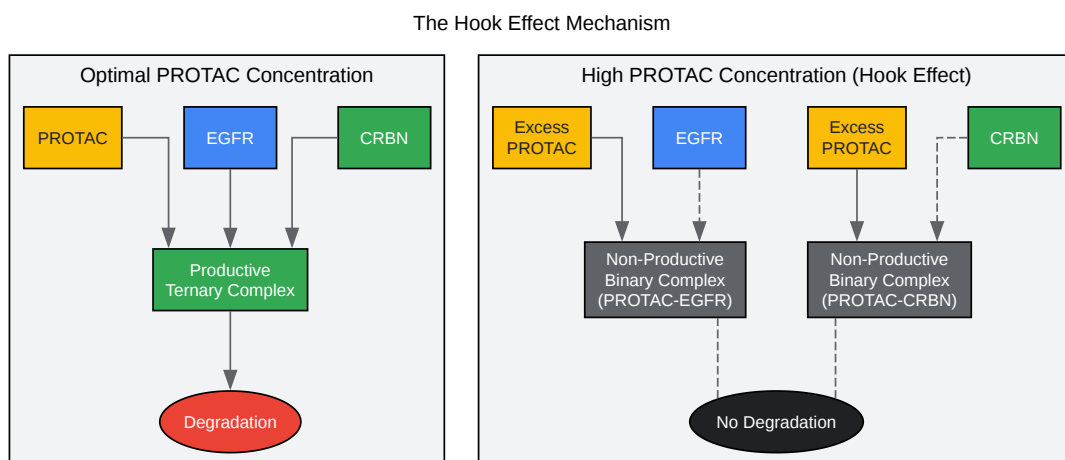 The Hook Effect Mechanism
Optimal PROTAC Concentration
PROTAC
EGFR
CRBN
Productive
Ternary Complex
Degradation
High PROTAC Concentration (Hook Effect)
Excess
PROTAC
EGFR
Excess
PROTAC
CRBN
Non-Productive
Binary Complex
(PROTAC-EGFR)
Non-Productive
Binary Complex
(PROTAC-CRBN)
No Degradation